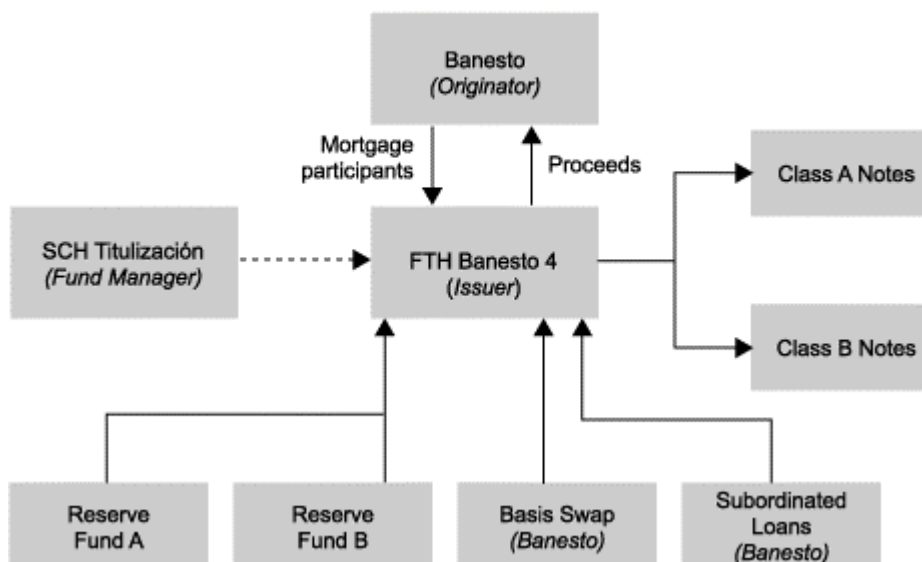 Banesto
(Originator)
Mortgage
participants
Proceeds
Class A Notes
SCH Titulización
(Fund Manager)
FTH Banesto 4
(Issuer)
Class B Notes
Reserve
Fund A
Reserve
Fund B
Basis Swap
(Banesto)
Subordinated
Loans
(Banesto)